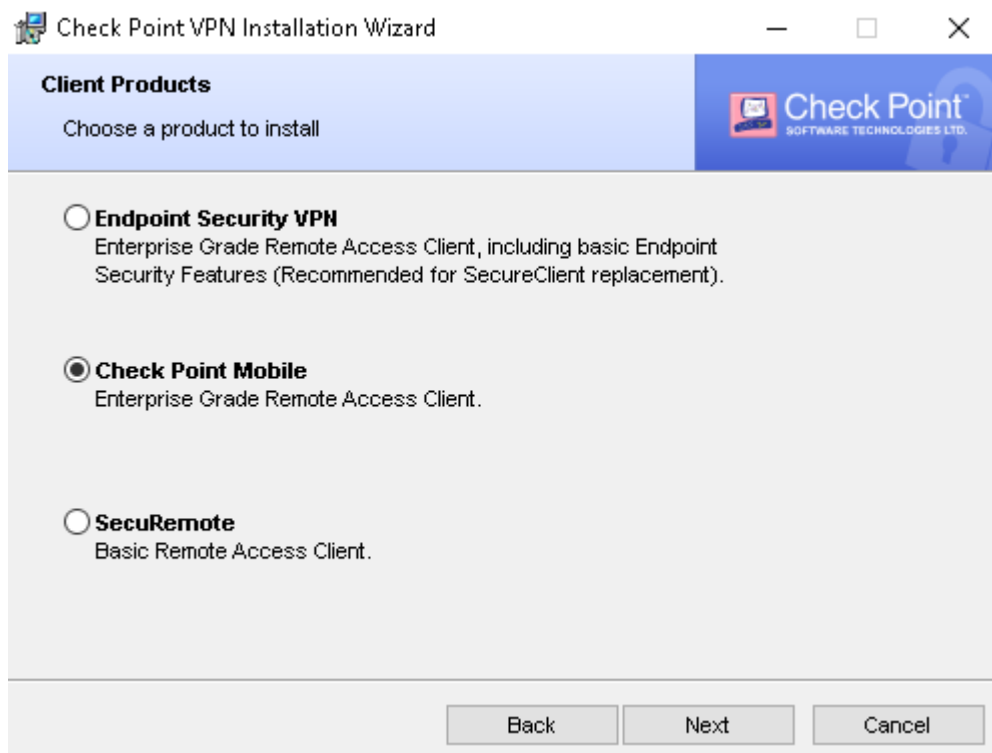 Check Point VPN Installation Wizard
Client Products
Choose a product to install
Check Point™
SOFTWARE TECHNOLOGIES LTD.
Endpoint Security VPN
Enterprise Grade Remote Access Client, including basic Endpoint
Security Features (Recommended for SecureClient replacement).
Check Point Mobile
Enterprise Grade Remote Access Client.
SecuRemote
Basic Remote Access Client.
Back
Next
Cancel